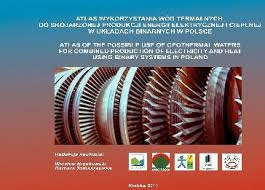 ATLAS WYKORZYSTANIA WÓD TERMALNYCH
DO SKOJARZONEJ PRODUKCJI ENERGII ELEKTRYCZNEJ I CIEPLNEJ
W UKŁADACH BINARNYCH W POLSCE
ATLAS OF THE POSSIBLE USE OF GEOTHERMAL WATERS
FOR COMBINED PRODUCTION OF ELECTRICITY AND HEAT
USING BINARY SYSTEMS IN POLAND
Redakcja naukowa:
Wiesław Bujakowski
Barbara Tomaszewska
Kraków 2014